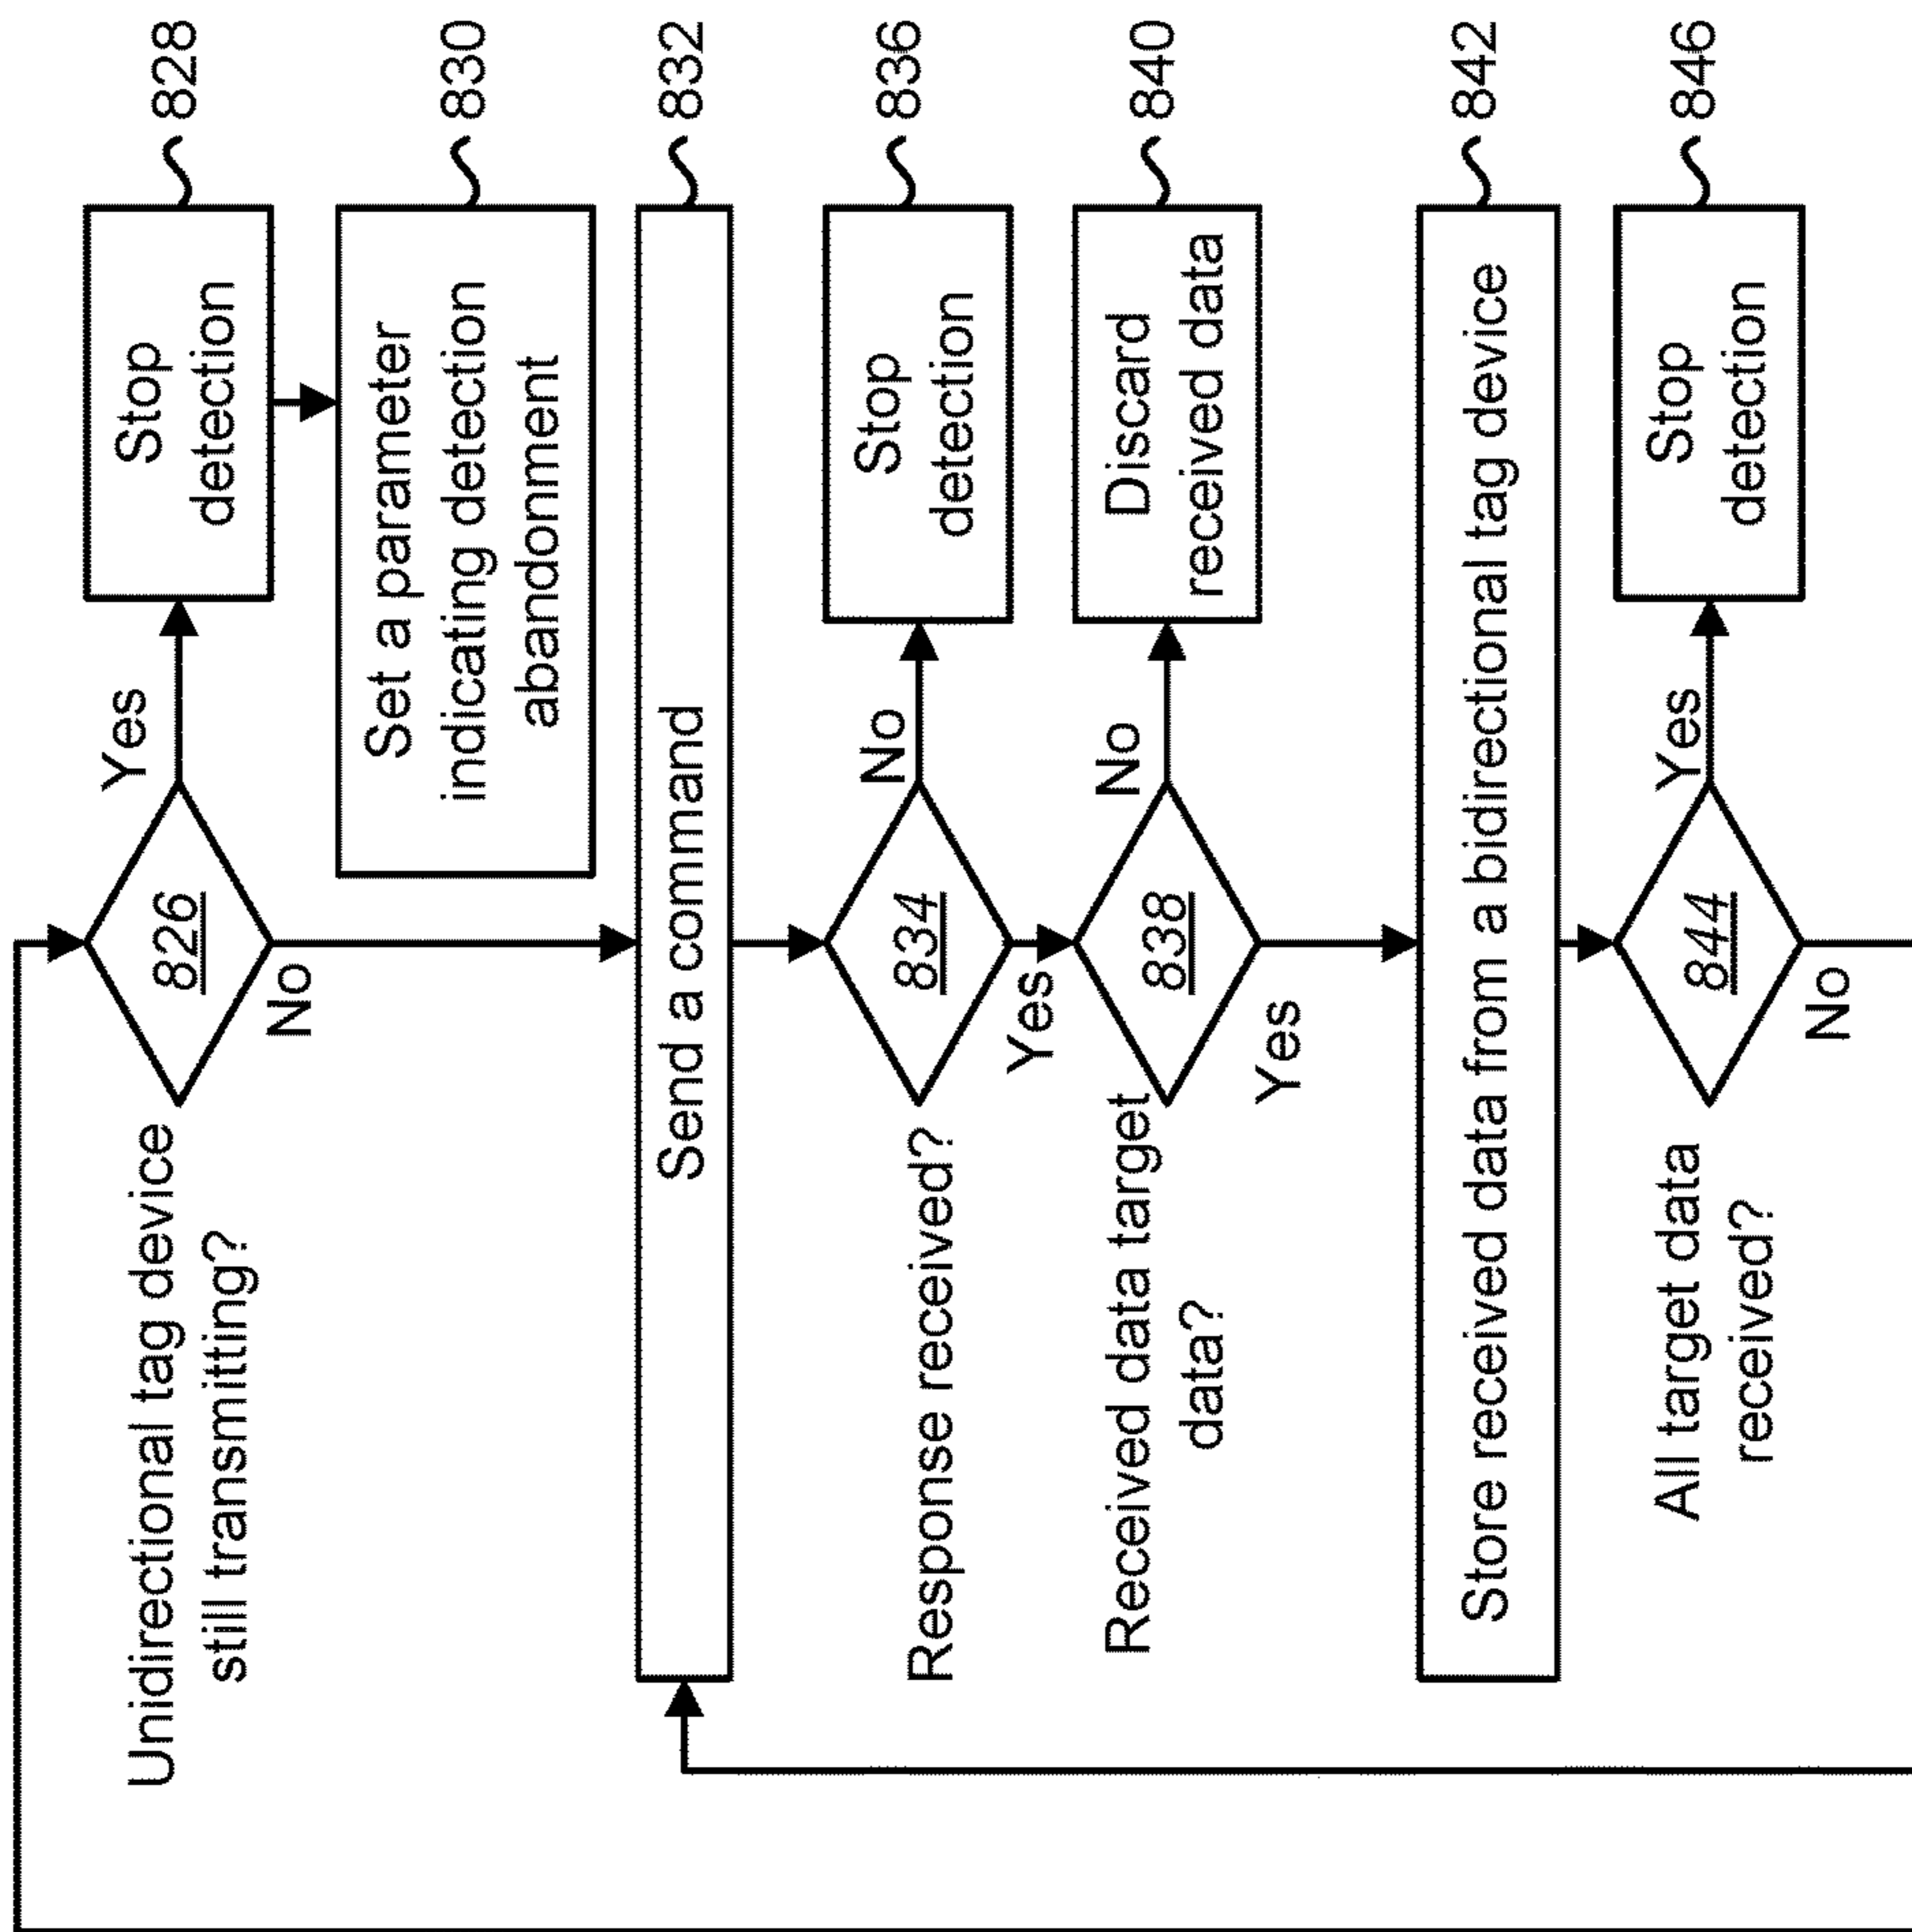 828
Stop
detection
Yes
826
No
Unidirectional tag device
still transmitting?
830
Set a parameter
indicating detection
abandonment
832
Send a command
836
Stop
detection
No
834
Yes
Response received?
840
Discard
received data
No
838
Yes
Received data target
data?
842
Store received data from a bidirectional tag device
846
Stop
detection
Yes
844
No
All target data
received?